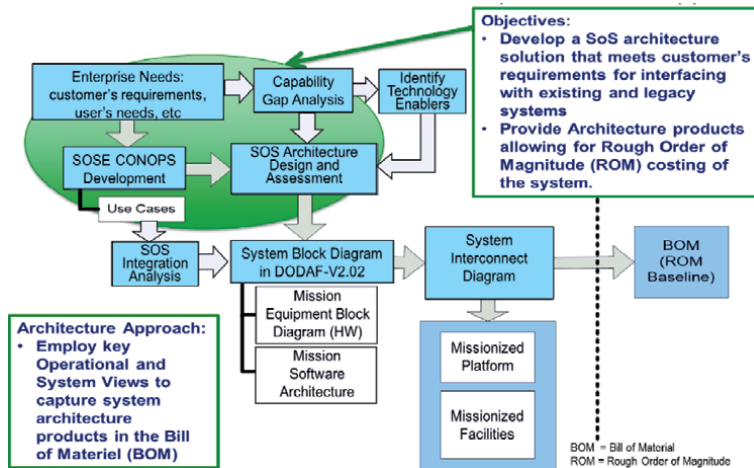 Objectives:
• Develop a SoS architecture
solution that meets customer's
requirements for interfacing
with existing and legacy
systems
• Provide Architecture products
allowing for Rough Order of
Magnitude (ROM) costing
of the system.
Enterprise Needs:
customer's requirements,
user's needs, etc
Capability
Gap Analysis
Identify
Technology
Enablers
SOSE CONOPS
Development
SOS Architecture
Design and
Assessment
Use Cases
SOS
Integration
Analysis
System Block Diagram
in DODAF-V2.02
System
Interconnect
Diagram
BOM
(ROM
Baseline)
Mission
Equipment Block
Diagram (HW)
Mission
Software
Architecture
Missionized
Platform
Missionized
Facilities
Architecture Approach:
• Employ key
Operational and
System Views to
capture system
architecture
products in the Bill
of Materiel (BOM)
BOM = Bill of Material
ROM = Rough Order of Magnitude